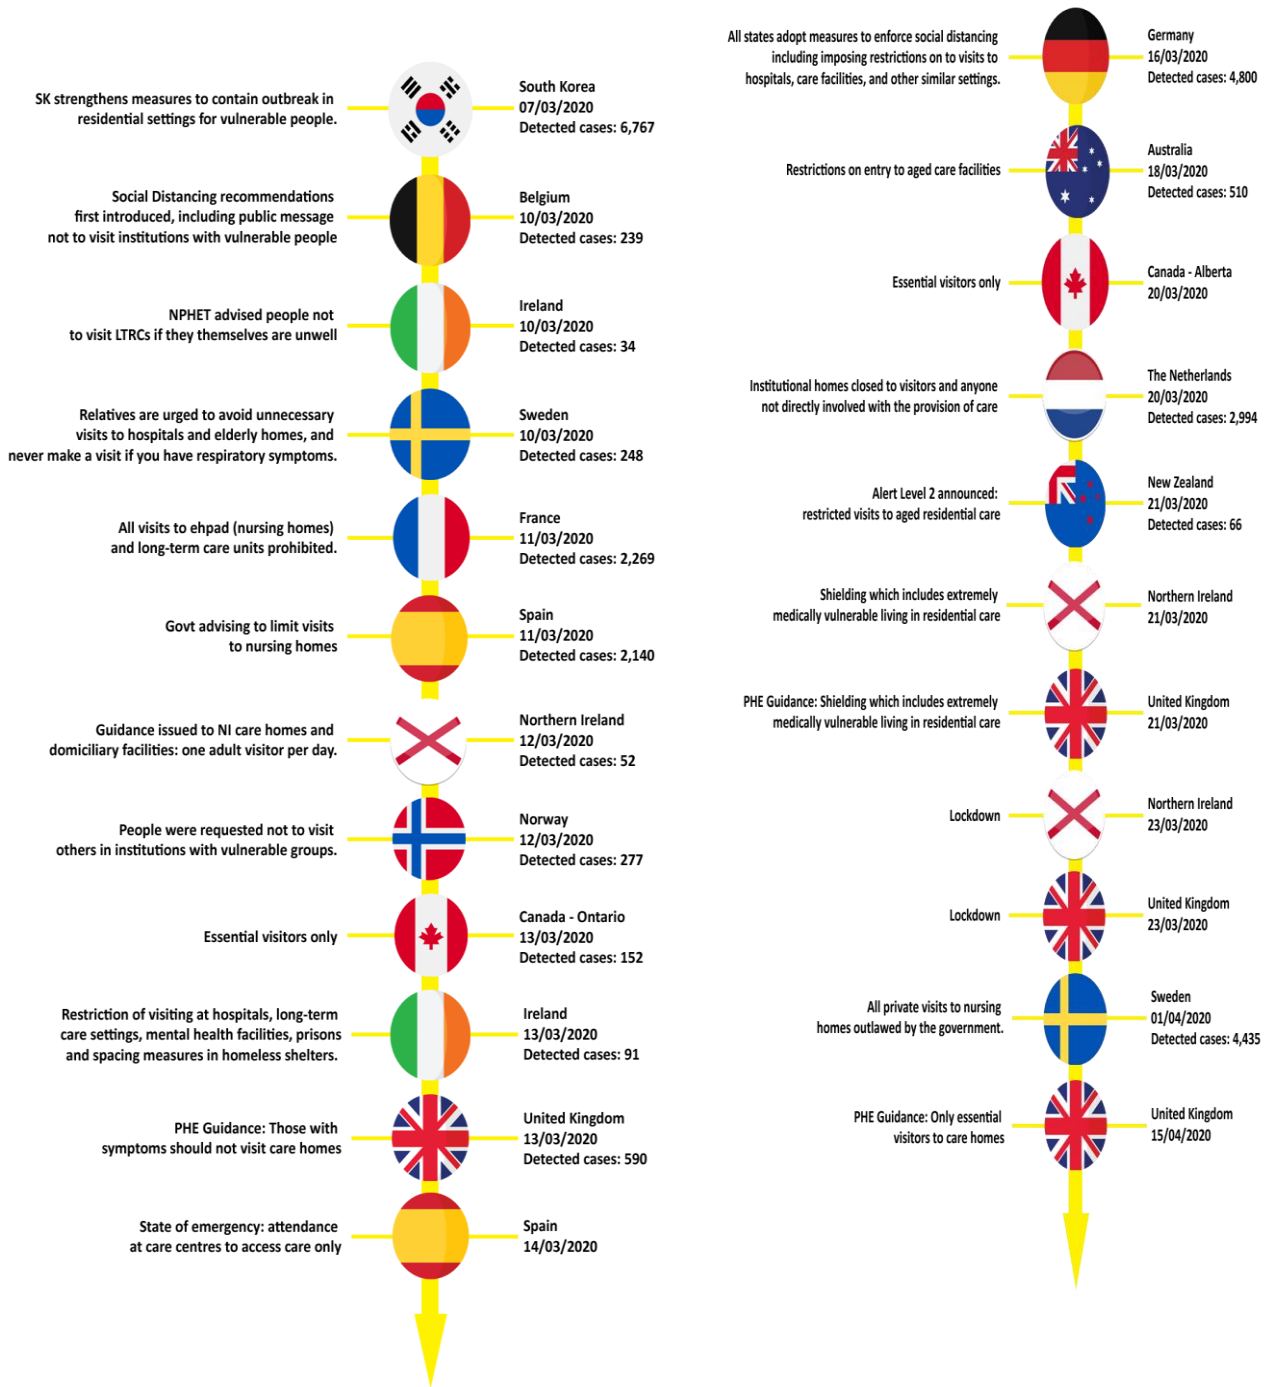 SK strengthens measures to contain outbreak in
residential settings for vulnerable people.
South Korea
07/03/2020
Detected cases: 6,767
Social Distancing recommendations
first introduced, including public message
not to visit institutions with vulnerable people
Belgium
10/03/2020
Detected cases: 239
NPHET advised people not
to visit LTRCs if they themselves are unwell
Ireland
10/03/2020
Detected cases: 34
Relatives are urged to avoid unnecessary
visits to hospitals and elderly homes, and
never make a visit if you have respiratory symptoms.
Sweden
10/03/2020
Detected cases: 248
All visits to ehpad (nursing homes)
and long-term care units prohibited.
France
11/03/2020
Detected cases: 2,269
Govt advising to limit visits
to nursing homes
Spain
11/03/2020
Detected cases: 2,140
Guidance issued to NI care homes and
domiciliary facilities: one adult visitor per day.
Northern Ireland
12/03/2020
Detected cases: 52
People were requested not to visit
others in institutions with vulnerable groups.
Norway
12/03/2020
Detected cases: 277
Essential visitors only
Canada - Ontario
13/03/2020
Detected cases: 152
Restriction of visiting at hospitals, long-term
care settings, mental health facilities, prisons
and spacing measures in homeless shelters.
Ireland
13/03/2020
Detected cases: 91
PHE Guidance: Those with
symptoms should not visit care homes
United Kingdom
13/03/2020
Detected cases: 590
State of emergency: attendance
at care centres to access care only
Spain
14/03/2020
All states adopt measures to enforce social distancing
including imposing restrictions on to visits to
hospitals, care facilities, and other similar settings.
Germany
16/03/2020
Detected cases: 4,800
Restrictions on entry to aged care facilities
Australia
18/03/2020
Detected cases: 510
Essential visitors only
Canada - Alberta
20/03/2020
Institutional homes closed to visitors and anyone
not directly involved with the provision of care
The Netherlands
20/03/2020
Detected cases: 2,994
Alert Level 2 announced:
restricted visits to aged residential care
New Zealand
21/03/2020
Detected cases: 66
Shielding which includes extremely
medically vulnerable living in residential care
Northern Ireland
21/03/2020
PHE Guidance: Shielding which includes extremely
medically vulnerable living in residential care
United Kingdom
21/03/2020
Lockdown
Northern Ireland
23/03/2020
Lockdown
United Kingdom
23/03/2020
All private visits to nursing
homes outlawed by the government.
Sweden
01/04/2020
Detected cases: 4,435
PHE Guidance: Only essential
visitors to care homes
United Kingdom
15/04/2020